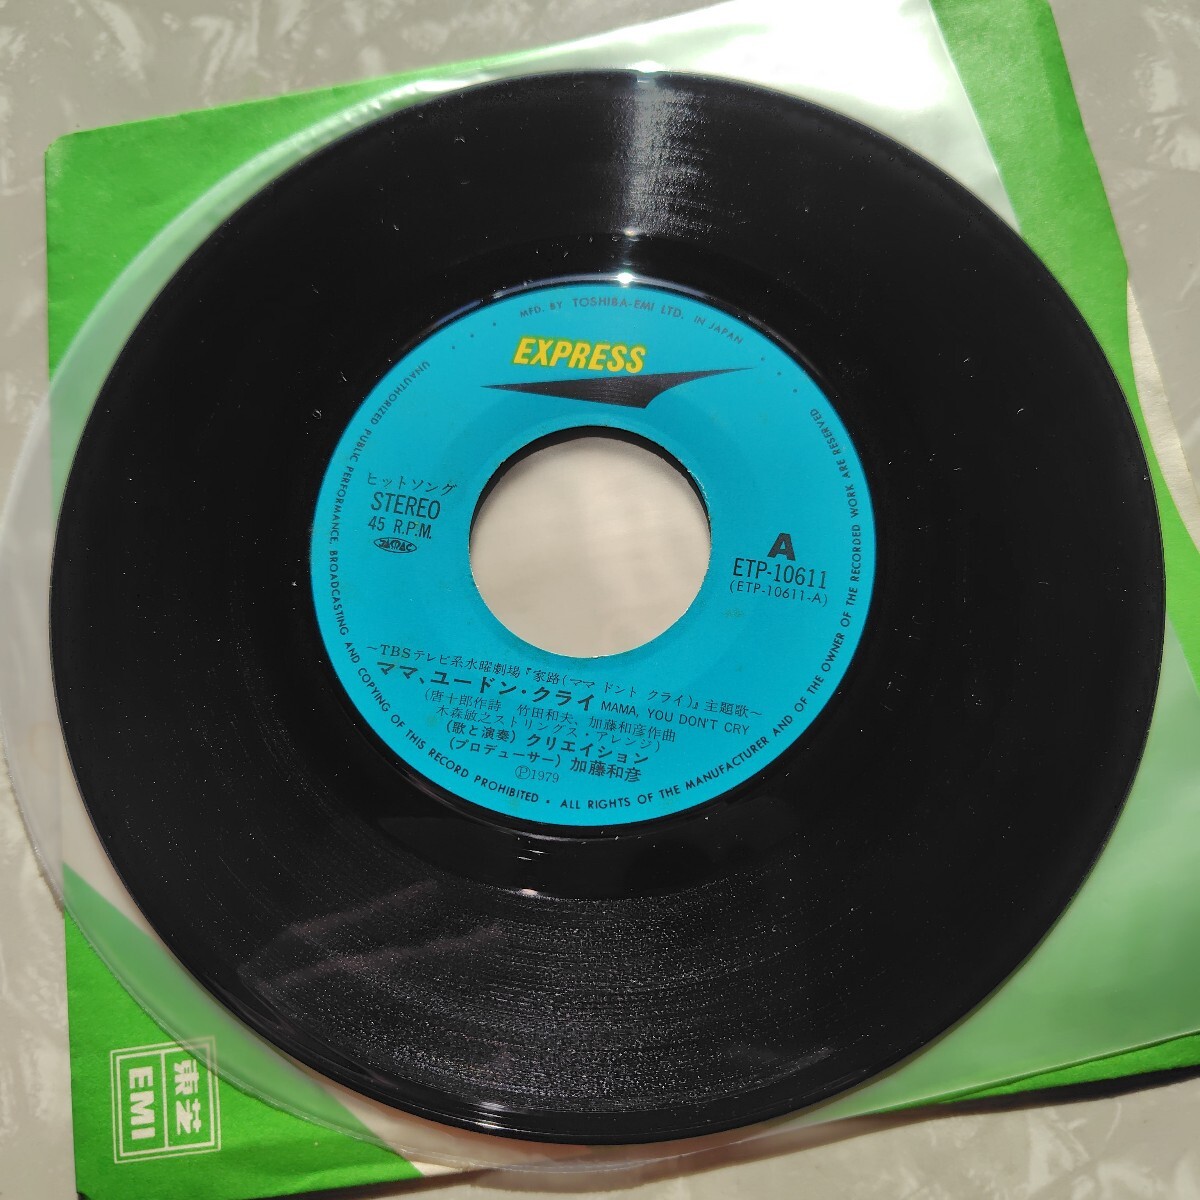 MFD. BY TOSHIBA-EMI LTD. IN JAPAN
EXPRESS
ヒットソング
STEREO
45 R.P.M.
JASRAC
A
ETP-10611
(ETP-10611-A)
～TBSテレビ系水曜劇場『家路(ママ ドント クライ)』主題歌～
ママ、ユードン・クライ MAMA, YOU DON'T CRY
(唐十郎作詩 竹田和夫、加藤和彦作曲
木森敏之ストリングス・アレンジ)
(歌と演奏) クリエイション
(プロデューサー) 加藤和彦
Ⓟ1979
UNAUTHORIZED PUBLIC PERFORMANCE, BROADCASTING AND COPYING OF THIS RECORD PROHIBITED • ALL RIGHTS OF THE MANUFACTURER AND OF THE OWNER OF THE RECORDED WORK ARE RESERVED
東芝
EMI